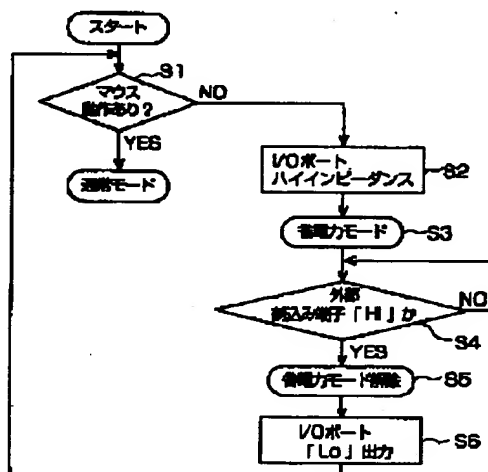 スタート
S1
マウス
動作あり?
NO
YES
通常モード
I/Oポート
ハイインピーダンス
S2
省電力モード
S3
外部
割込み端子「Hi」か
NO
S4
YES
省電力モード解除
S5
I/Oポート
「Lo」出力
S6